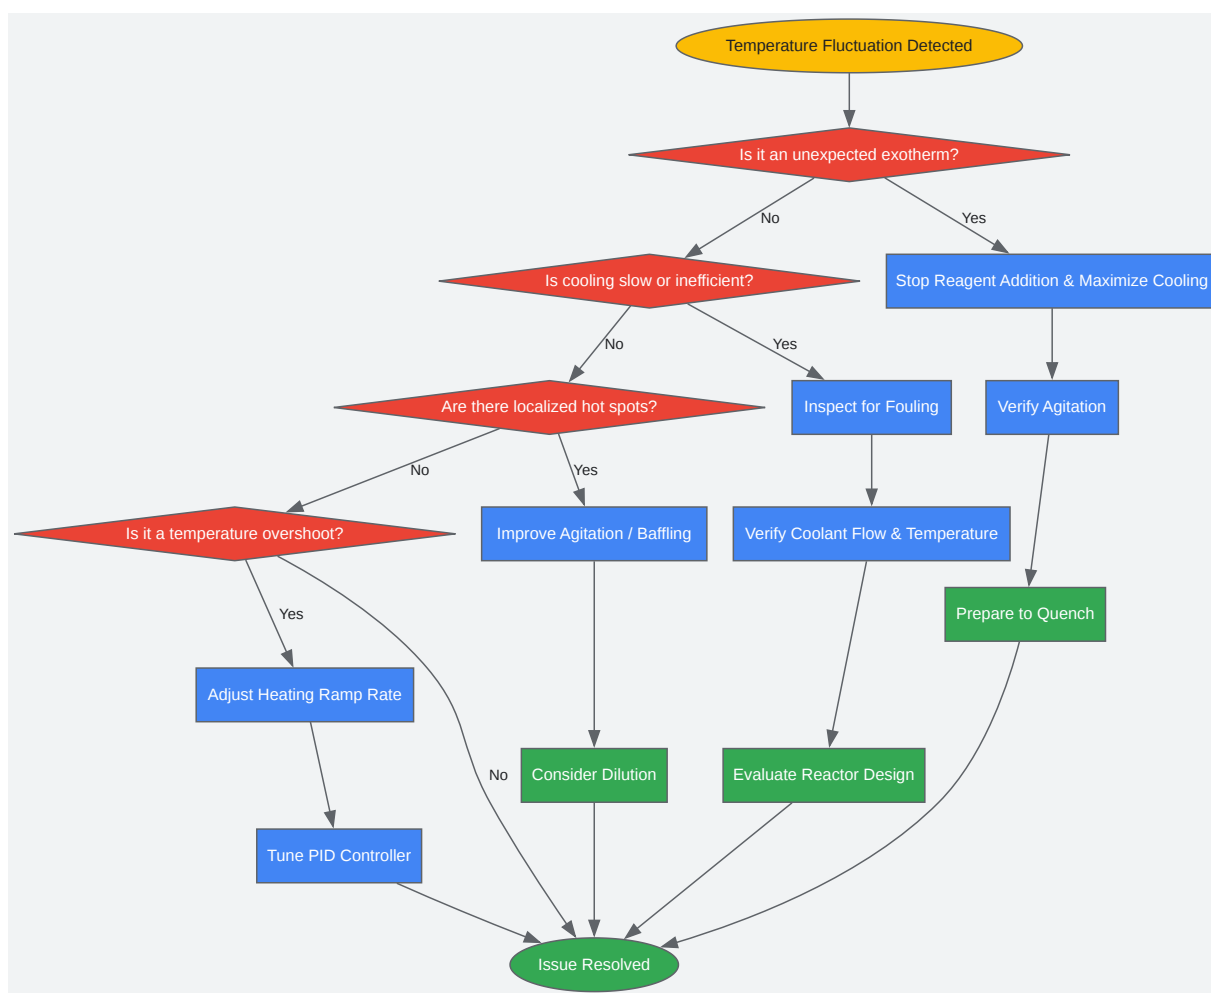 Temperature Fluctuation Detected
Is it an unexpected exotherm?
No
Yes
Is cooling slow or inefficient?
Stop Reagent Addition & Maximize Cooling
No
Yes
Are there localized hot spots?
Inspect for Fouling
Verify Agitation
No
Yes
Is it a temperature overshoot?
Improve Agitation / Baffling
Verify Coolant Flow & Temperature
Yes
Prepare to Quench
Adjust Heating Ramp Rate
No
Consider Dilution
Evaluate Reactor Design
Tune PID Controller
Issue Resolved